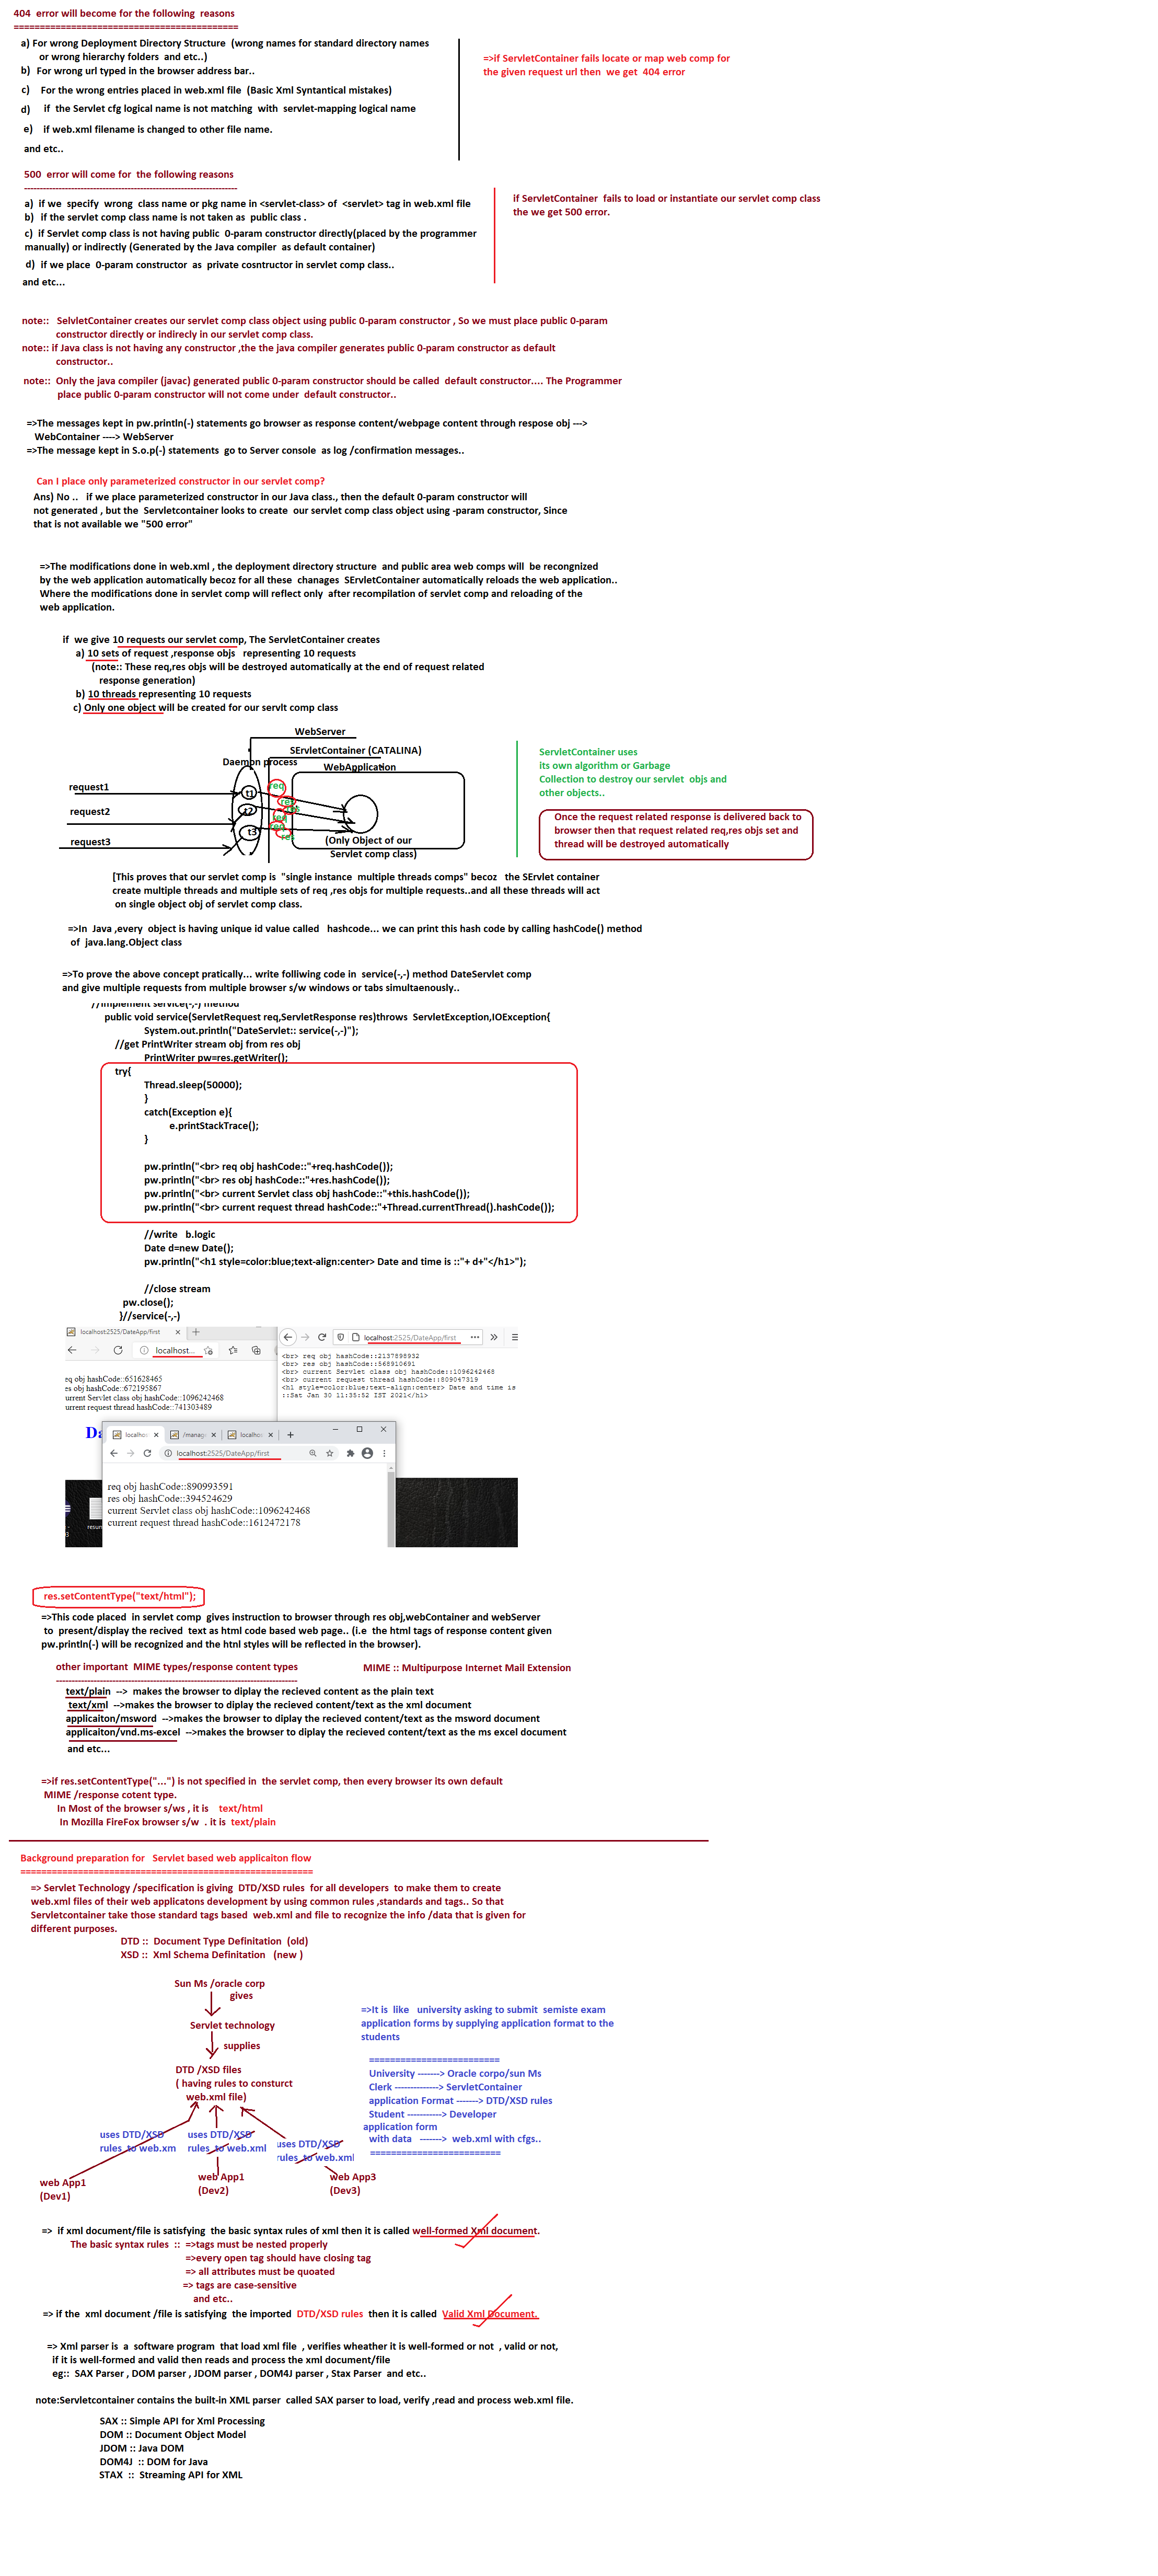 404 error will become for the following reasons
===========================================
a) For wrong Deployment Directory Structure (wrong names for standard directory names
or wrong hierarchy folders and etc..)
b) For wrong url typed in the browser address bar..
c) For the wrong entries placed in web.xml file (Basic Xml Syntantical mistakes)
d) if the Servlet cfg logical name is not matching with servlet-mapping logical name
e) if web.xml filename is changed to other file name.
and etc..
=>if ServletContainer fails locate or map web comp for
the given request url then we get 404 error
500 error will come for the following reasons
----------------------------------------------------------------
a) if we specify wrong class name or pkg name in <servlet-class> of <servlet> tag in web.xml file
b) if the servlet comp class name is not taken as public class .
c) if Servlet comp class is not having public 0-param constructor directly(placed by the programmer
manually) or indirectly (Generated by the Java compiler as default container)
d) if we place 0-param constructor as private cosntructor in servlet comp class..
and etc...
if ServletContainer fails to load or instantiate our servlet comp class
the we get 500 error.
note:: SelvletContainer creates our servlet comp class object using public 0-param constructor , So we must place public 0-param
constructor directly or indirecly in our servlet comp class.
note:: if Java class is not having any constructor ,the the java compiler generates public 0-param constructor as default
constructor..
note:: Only the java compiler (javac) generated public 0-param constructor should be called default constructor.... The Programmer
place public 0-param constructor will not come under default constructor..
=>The messages kept in pw.println(-) statements go browser as response content/webpage content through respose obj --->
WebContainer ----> WebServer
=>The message kept in S.o.p(-) statements go to Server console as log /confirmation messages..
Can I place only parameterized constructor in our servlet comp?
Ans) No .. if we place parameterized constructor in our Java class., then the default 0-param constructor will
not generated , but the Servletcontainer looks to create our servlet comp class object using -param constructor, Since
that is not available we "500 error"
=>The modifications done in web.xml , the deployment directory structure and public area web comps will be recongnized
by the web application automatically becoz for all these chanages SErvletContainer automatically reloads the web application..
Where the modifications done in servlet comp will reflect only after recompilation of servlet comp and reloading of the
web application.
if we give 10 requests our servlet comp, The ServletContainer creates
a) 10 sets of request ,response objs representing 10 requests
(note:: These req,res objs will be destroyed automatically at the end of request related
response generation)
b) 10 threads representing 10 requests
c) Only one object will be created for our servlt comp class
WebServer
SErvletContainer (CATALINA)
Daemon process
WebApplication
request1
t1
req
res
request2
t2
req
res
request3
t3
req
res
(Only Object of our
Servlet comp class)
ServletContainer uses
its own algorithm or Garbage
Collection to destroy our servlet objs and
other objects..
Once the request related response is delivered back to
browser then that request related req,res objs set and
thread will be destroyed automatically
[This proves that our servlet comp is "single instance multiple threads comps" becoz the SErvlet container
create multiple threads and multiple sets of req ,res objs for multiple requests..and all these threads will act
on single object obj of servlet comp class.
=>In Java ,every object is having unique id value called hashcode... we can print this hash code by calling hashCode() method
of java.lang.Object class
=>To prove the above concept pratically... write folliwing code in service(-,-) method DateServlet comp
and give multiple requests from multiple browser s/w windows or tabs simultaenously..
//implement service(-,-) method
public void service(ServletRequest req,ServletResponse res)throws ServletException,IOException{
System.out.println("DateServlet:: service(-,-)");
//get PrintWriter stream obj from res obj
PrintWriter pw=res.getWriter();
try{
Thread.sleep(50000);
}
catch(Exception e){
e.printStackTrace();
}
pw.println("<br> req obj hashCode::"+req.hashCode());
pw.println("<br> res obj hashCode::"+res.hashCode());
pw.println("<br> current Servlet class obj hashCode::"+this.hashCode());
pw.println("<br> current request thread hashCode::"+Thread.currentThread().hashCode());
//write b.logic
Date d=new Date();
pw.println("<h1 style=color:blue;text-align:center> Date and time is ::"+ d+"</h1>");
//close stream
pw.close();
}//service(-,-)
localhost:2525/DateApp/first
localhost...
eq obj hashCode::651628465
es obj hashCode::672195867
urrent Servlet class obj hashCode::1096242468
urrent request thread hashCode::741303489
Da
localhost:2525/DateApp/first
<br> req obj hashCode::2137898932
<br> res obj hashCode::568910691
<br> current Servlet class obj hashCode::1096242468
<br> current request thread hashCode::809047319
<h1 style=color:blue;text-align:center> Date and time is
::Sat Jan 30 11:35:52 IST 2021</h1>
localho
/manag
localho
localhost:2525/DateApp/first
req obj hashCode::890993591
res obj hashCode::394524629
current Servlet class obj hashCode::1096242468
current request thread hashCode::1612472178
resum
res.setContentType("text/html");
=>This code placed in servlet comp gives instruction to browser through res obj,webContainer and webServer
to present/display the recived text as html code based web page.. (i.e the html tags of response content given
pw.println(-) will be recognized and the htnl styles will be reflected in the browser).
other important MIME types/response content types
MIME :: Multipurpose Internet Mail Extension
----------------------------------------------------------------
text/plain --> makes the browser to diplay the recieved content as the plain text
text/xml -->makes the browser to diplay the recieved content/text as the xml document
applicaiton/msword -->makes the browser to diplay the recieved content/text as the msword document
applicaiton/vnd.ms-excel -->makes the browser to diplay the recieved content/text as the ms excel document
and etc...
=>if res.setContentType("...") is not specified in the servlet comp, then every browser its own default
MIME /response cotent type.
In Most of the browser s/ws , it is text/html
In Mozilla FireFox browser s/w . it is text/plain
Background preparation for Servlet based web applicaiton flow
========================================================
=> Servlet Technology /specification is giving DTD/XSD rules for all developers to make them to create
web.xml files of their web applicatons development by using common rules ,standards and tags.. So that
Servletcontainer take those standard tags based web.xml and file to recognize the info /data that is given for
different purposes.
DTD :: Document Type Definitation (old)
XSD :: Xml Schema Definitation (new )
Sun Ms /oracle corp
gives
Servlet technology
supplies
DTD /XSD files
( having rules to consturct
web.xml file)
uses DTD/XSD
rules to web.xm
uses DTD/XSD
rules to web.xml
uses DTD/XSD
rules to web.xml
web App1
(Dev1)
web App1
(Dev2)
web App3
(Dev3)
=>It is like university asking to submit semiste exam
application forms by supplying application format to the
students
=========================
University -------> Oracle corpo/sun Ms
Clerk --------------> ServletContainer
application Format -------> DTD/XSD rules
Student -----------> Developer
application form
with data -------> web.xml with cfgs..
=========================
=> if xml document/file is satisfying the basic syntax rules of xml then it is called well-formed Xml document.
The basic syntax rules :: =>tags must be nested properly
=>every open tag should have closing tag
=> all attributes must be quoated
=> tags are case-sensitive
and etc..
=> if the xml document /file is satisfying the imported DTD/XSD rules then it is called Valid Xml Document.
=> Xml parser is a software program that load xml file , verifies wheather it is well-formed or not , valid or not,
if it is well-formed and valid then reads and process the xml document/file
eg:: SAX Parser , DOM parser , JDOM parser , DOM4J parser , Stax Parser and etc..
note:Servletcontainer contains the built-in XML parser called SAX parser to load, verify ,read and process web.xml file.
SAX :: Simple API for Xml Processing
DOM :: Document Object Model
JDOM :: Java DOM
DOM4J :: DOM for Java
STAX :: Streaming API for XML